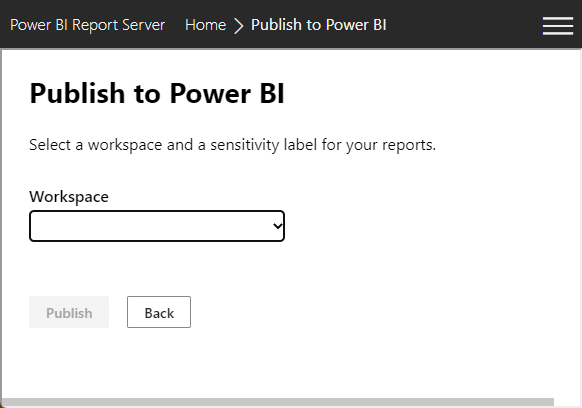 Power BI Report Server Home > Publish to Power BI
Publish to Power BI
Select a workspace and a sensitivity label for your reports.
Workspace
Publish Back